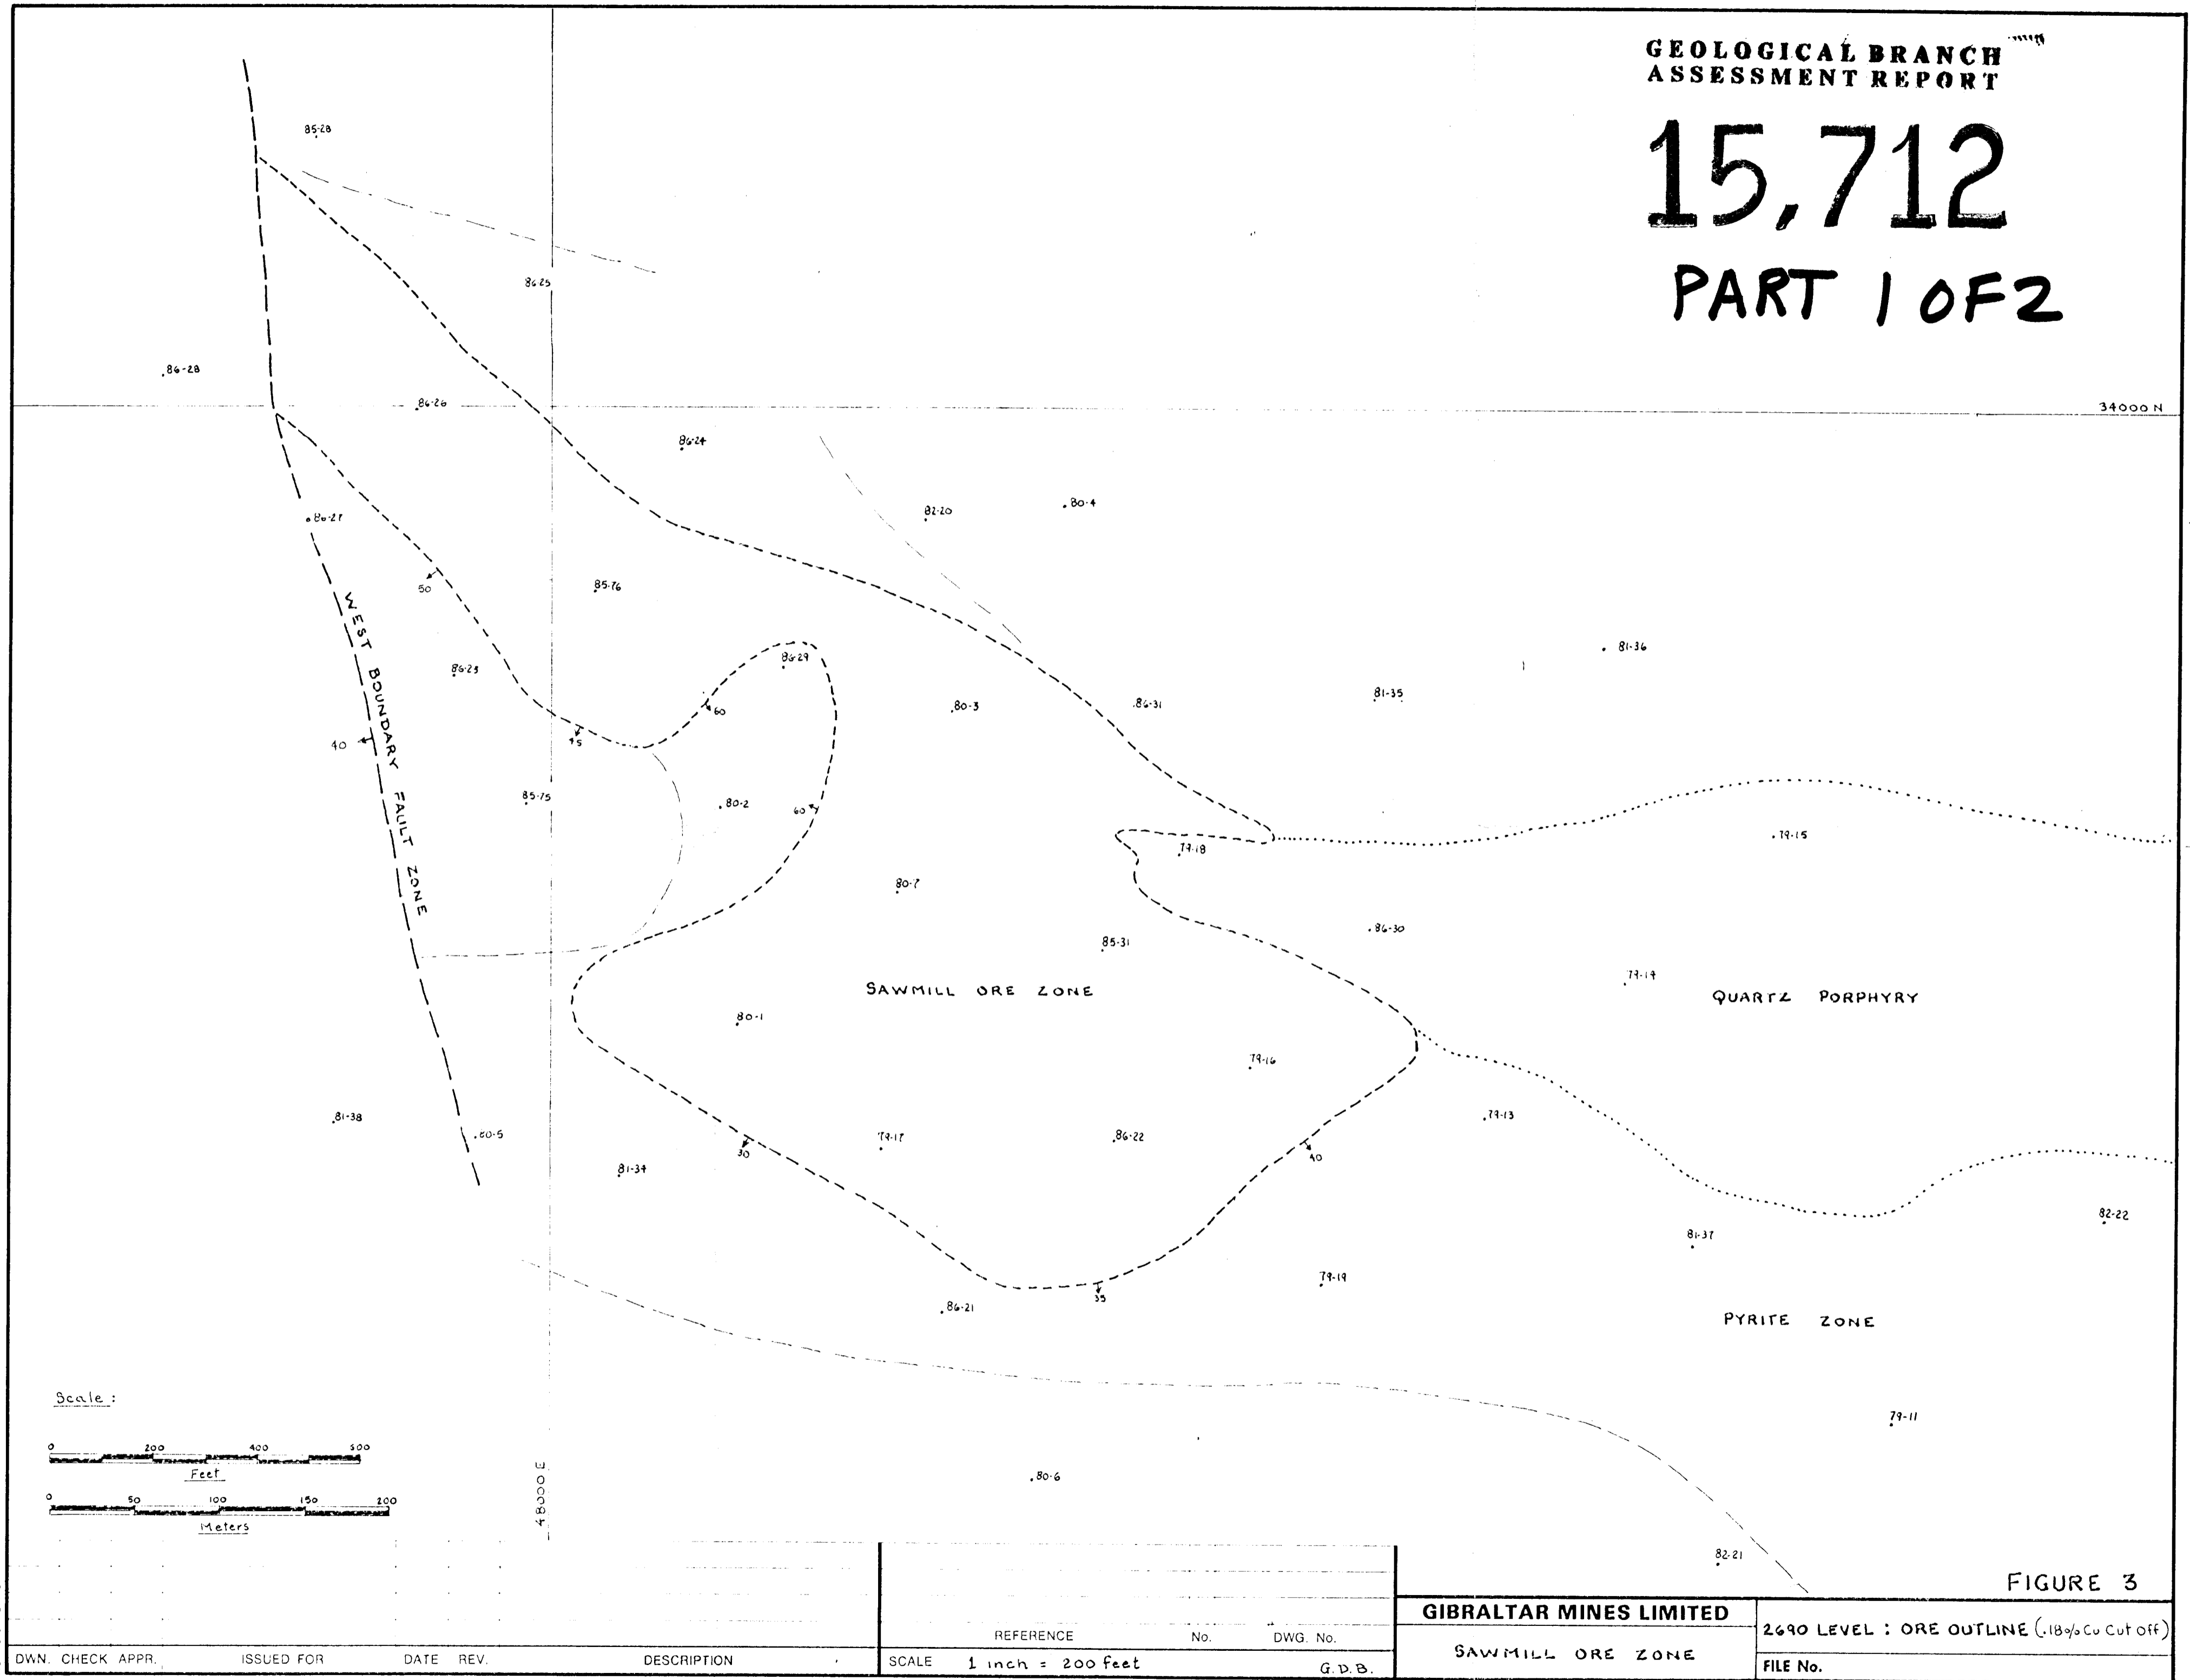 GEOLOGICAL BRANCH
ASSESSMENT REPORT
15,712
PART 1 OF 2
85-28
86-25
86-28
86-26
34000 N
86-24
86-27
82-20
80-4
50
85-76
WEST BOUNDARY FAULT ZONE
86-23
86-29
81-36
60
80-3
86-31
81-35
40
45
85-75
80-2
60
79-18
79-15
80-7
86-30
85-31
79-14
SAWMILL ORE ZONE
QUARTZ PORPHYRY
80-1
79-16
81-38
80-5
79-17
86-22
79-13
30
40
81-34
82-22
81-37
79-19
35
86-21
PYRITE ZONE
Scale :
79-11
0 200 400 500
Feet
80-6
0 50 100 150 200
Meters
48000 E
82-21
FIGURE 3
GIBRALTAR MINES LIMITED
2690 LEVEL : ORE OUTLINE (.18% Cu Cut Off)
REFERENCE No. DWG. No.
SAWMILL ORE ZONE
DWN. CHECK APPR. ISSUED FOR DATE REV. DESCRIPTION
SCALE 1 inch = 200 feet G.D.B.
FILE No.